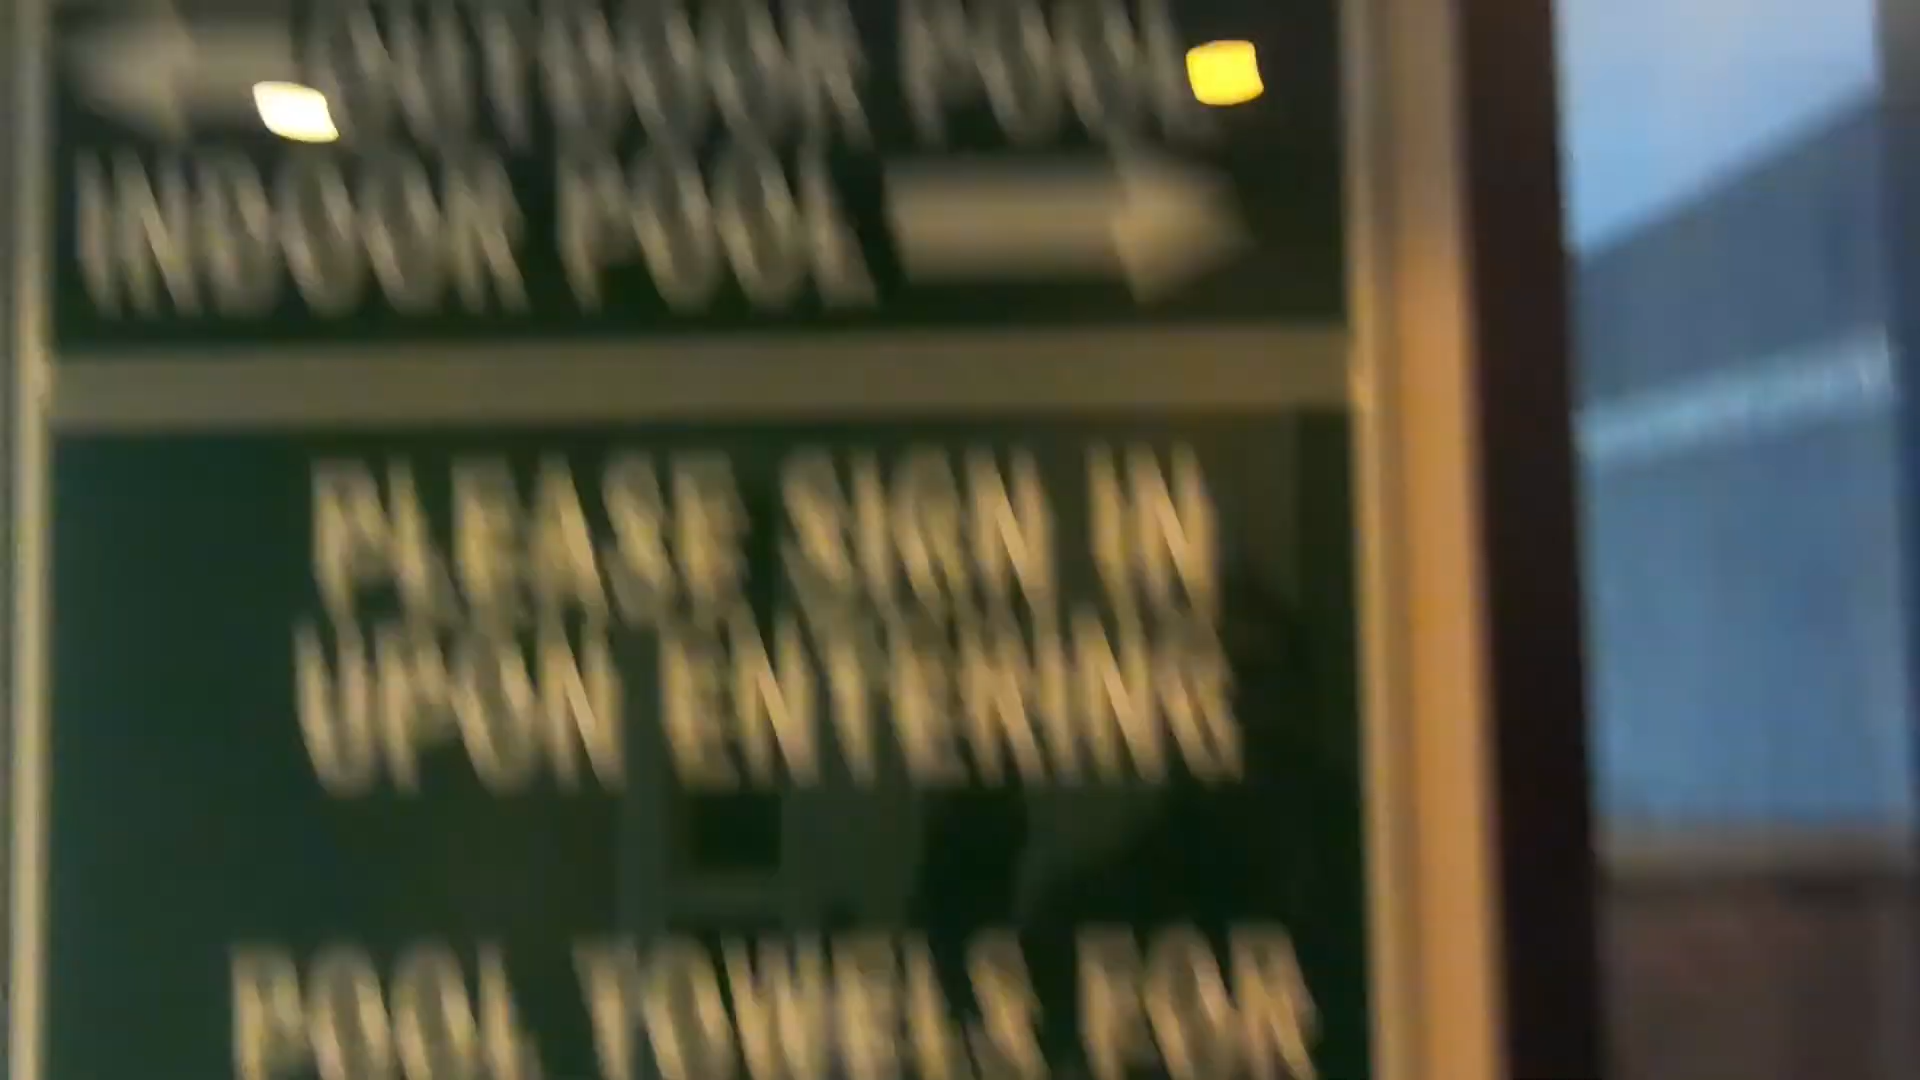 ← OUTDOOR POOL
INDOOR POOL →
PLEASE SIGN IN
UPON ENTERING
POOL TOWELS FOR